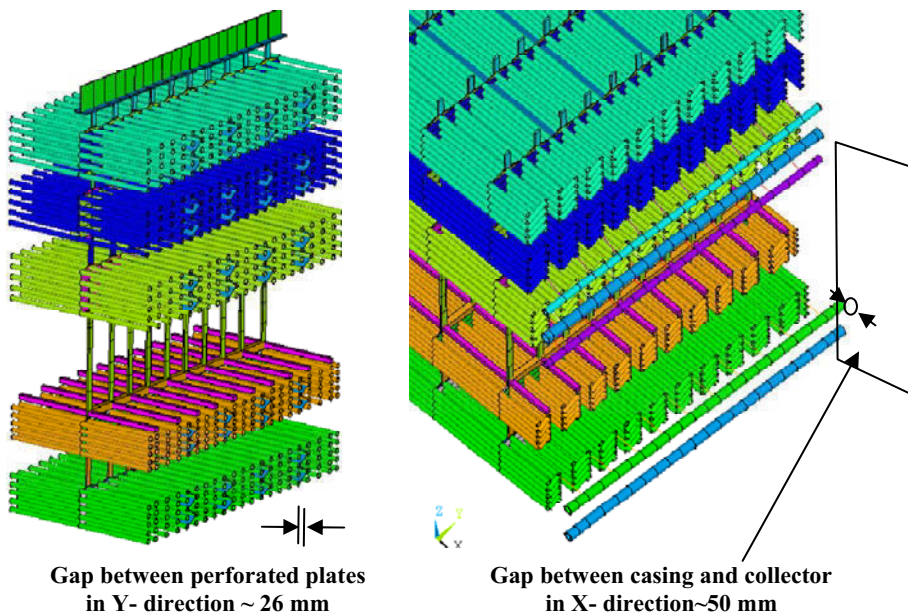 Z
Y
X
Gap between perforated plates
in Y- direction ~ 26 mm
Gap between casing and collector
in X- direction~50 mm